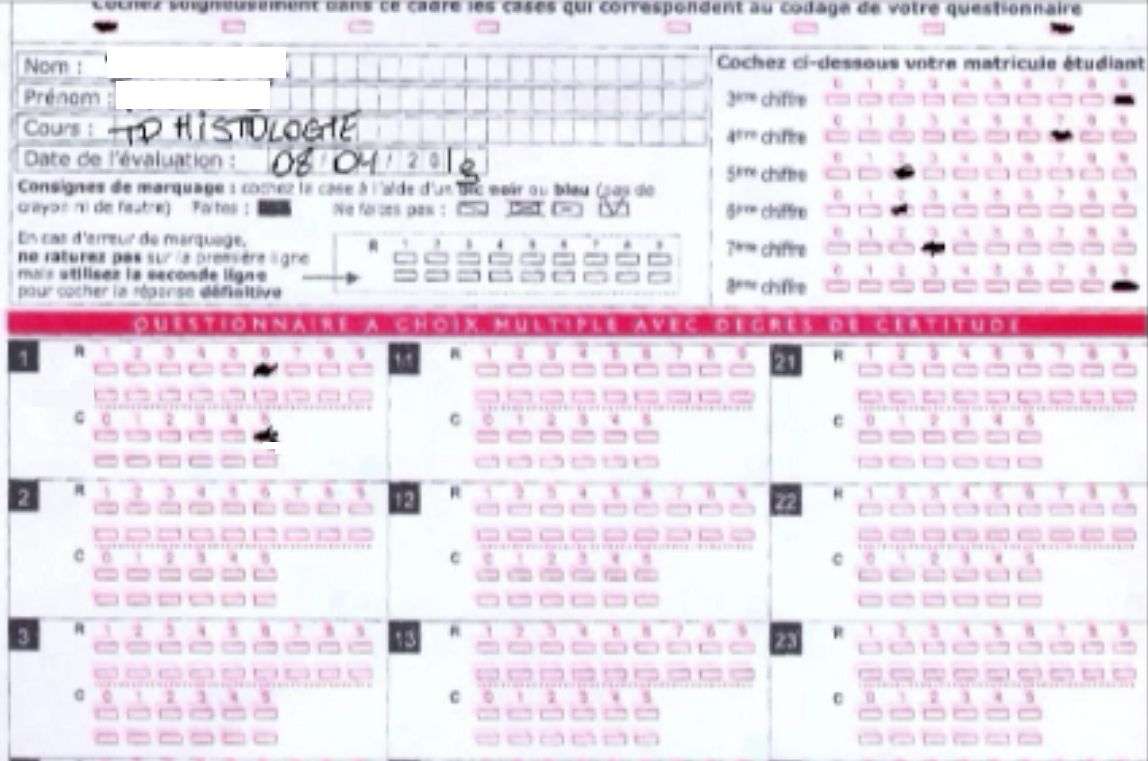 Cochez soigneusement dans ce cadre les cases qui correspondent au codage de votre questionnaire
Nom :
Prénom :
Cours : TD HISTOLOGIE
Date de l'évaluation : 08/04/2018
Consignes de marquage : cochez la case à l'aide d'un bic noir ou bleu (pas de
crayon ni de feutre) Faites : Ne faites pas :
En cas d'erreur de marquage,
ne raturez pas sur la première ligne
mais utilisez la seconde ligne
pour cocher la réponse définitive
R 1 2 3 4 5 6 7 8 9
Cochez ci-dessous votre matricule étudiant
0 1 2 3 4 5 6 7 8 9
3ème chiffre
0 1 2 3 4 5 6 7 8 9
4ème chiffre
0 1 2 3 4 5 6 7 8 9
5ème chiffre
0 1 2 3 4 5 6 7 8 9
6ème chiffre
0 1 2 3 4 5 6 7 8 9
7ème chiffre
0 1 2 3 4 5 6 7 8 9
8ème chiffre
QUESTIONNAIRE A CHOIX MULTIPLE AVEC DEGRES DE CERTITUDE
1 R 1 2 3 4 5 6 7 8 9
C 0 1 2 3 4 5
11 R 1 2 3 4 5 6 7 8 9
C 0 1 2 3 4 5
21 R 1 2 3 4 5 6 7 8 9
C 0 1 2 3 4 5
2 R 1 2 3 4 5 6 7 8 9
C 0 1 2 3 4 5
12 R 1 2 3 4 5 6 7 8 9
C 0 1 2 3 4 5
22 R 1 2 3 4 5 6 7 8 9
C 0 1 2 3 4 5
3 R 1 2 3 4 5 6 7 8 9
C 0 1 2 3 4 5
13 R 1 2 3 4 5 6 7 8 9
C 0 1 2 3 4 5
23 R 1 2 3 4 5 6 7 8 9
C 0 1 2 3 4 5